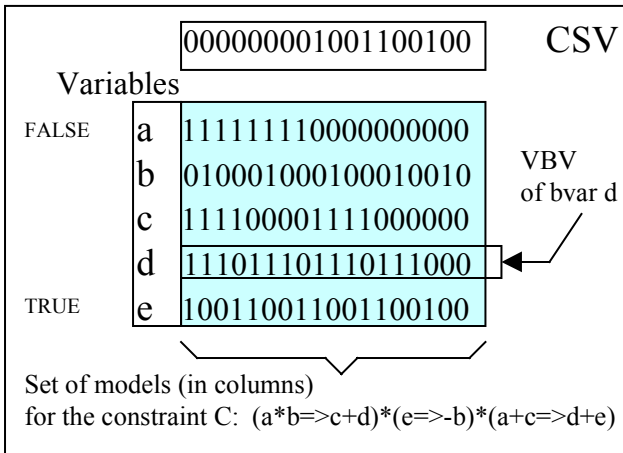 000000001001100100 CSV
Variables
FALSE a 111111110000000000
b 010001000100010010
c 111100001111000000
d 111011101110111000
TRUE e 100110011001100100
VBV
of bvar d
Set of models (in columns)
for the constraint C: (a*b=>c+d)*(e=>-b)*(a+c=>d+e)